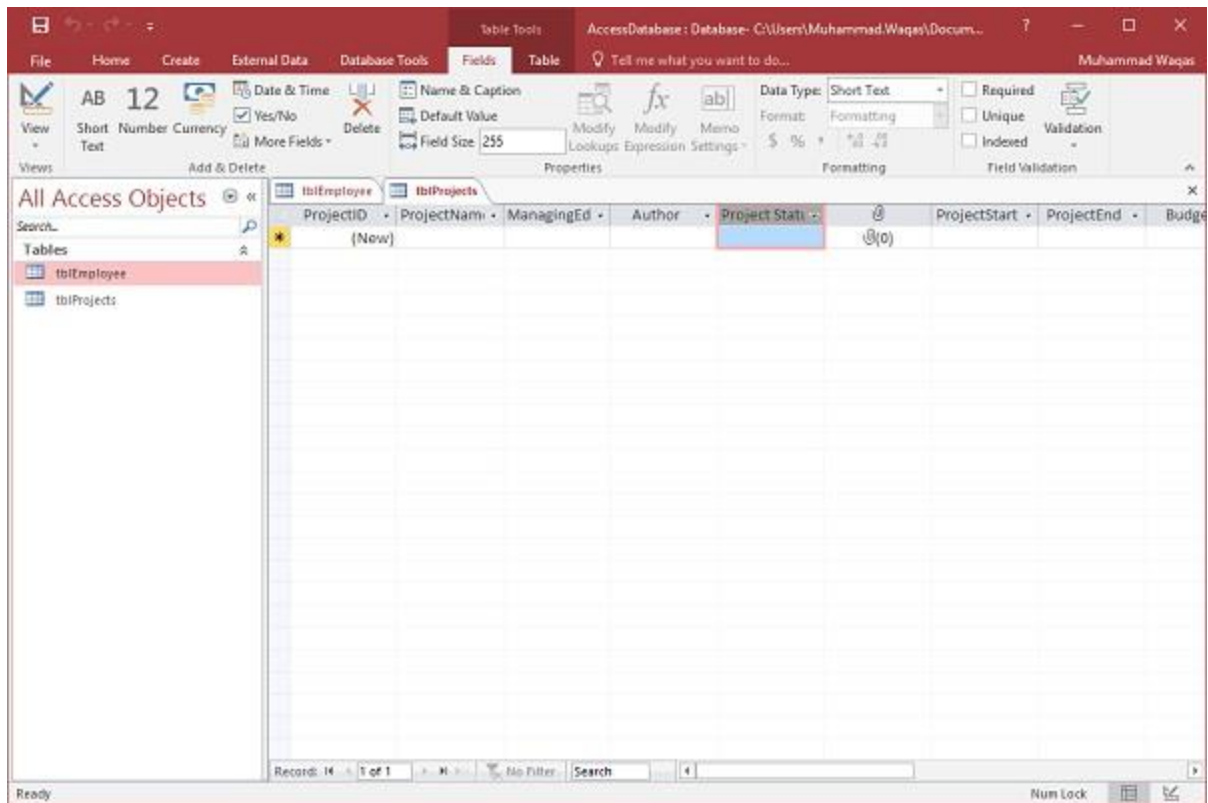 Table Tools AccessDatabase : Database- C:\Users\Muhammad.Waqas\Docum... ?
File Home Create External Data Database Tools Fields Table Tell me what you want to do... Muhammad Waqas
View
AB Short Text
12 Number
Currency
Date & Time
Yes/No
More Fields
Delete
Name & Caption
Default Value
Field Size 255
Modify Lookups
fx Modify Expression
ab Memo Settings
Data Type: Short Text
Format: Formatting
$ %
Required
Unique
Indexed
Validation
Views Add & Delete Properties Formatting Field Validation
All Access Objects
Search...
Tables
tblEmployee
tblProjects
tblEmployee tblProjects
ProjectID ProjectNam ManagingEd Author Project Statu ProjectStart ProjectEnd Budge
(New) (0)
Record: 1 of 1 No Filter Search
Ready Num Lock